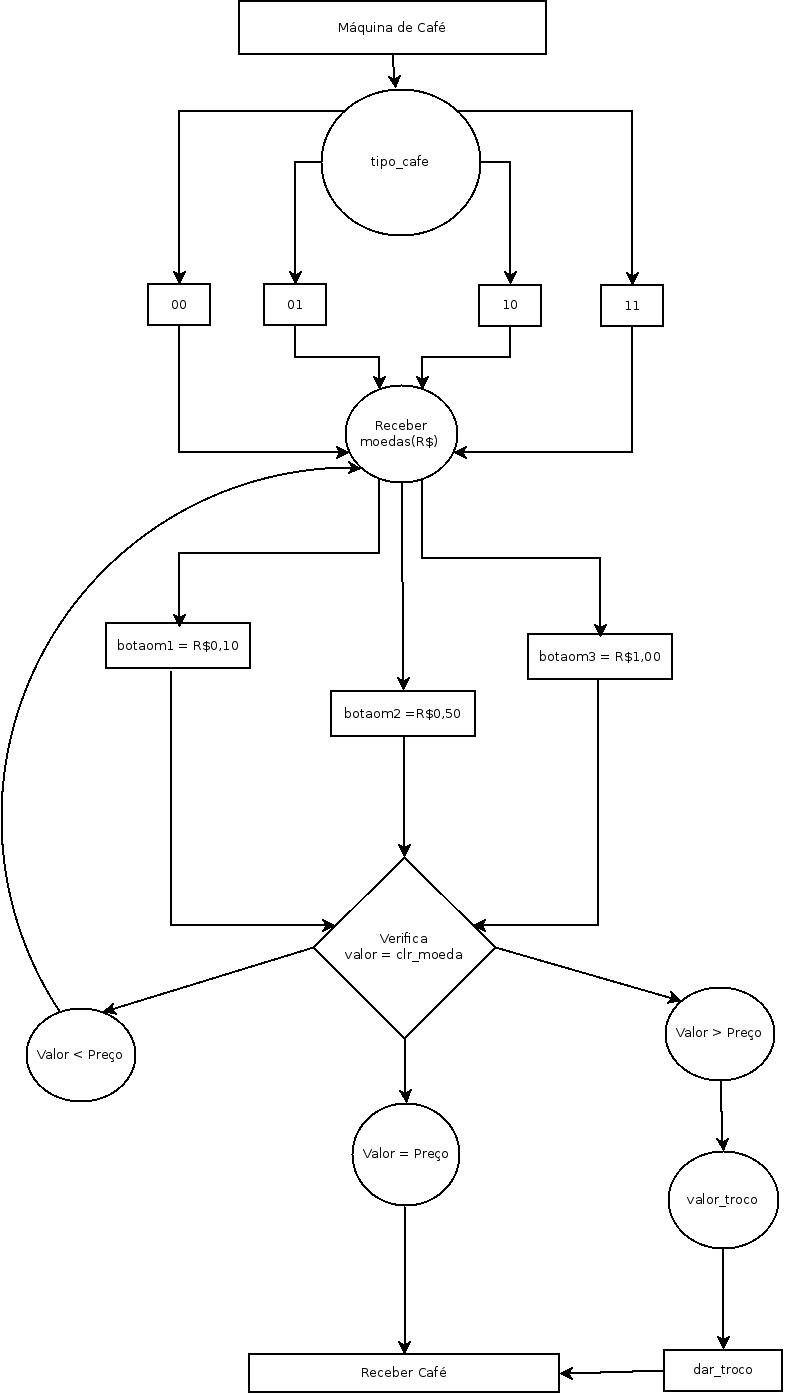 Máquina de Café
tipo_cafe
00
01
10
11
Receber
moedas(R$)
botaom1 = R$0,10
botaom3 = R$1,00
botaom2 =R$0,50
Verifica
valor = clr_moeda
Valor < Preço
Valor > Preço
Valor = Preço
valor_troco
Receber Café
dar_troco